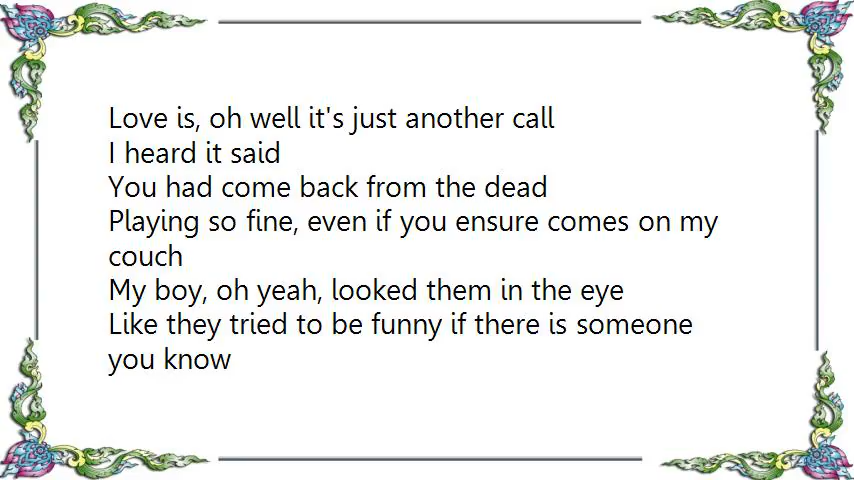 Love is, oh well it's just another call
I heard it said
You had come back from the dead
Playing so fine, even if you ensure comes on my
couch
My boy, oh yeah, looked them in the eye
Like they tried to be funny if there is someone
you know